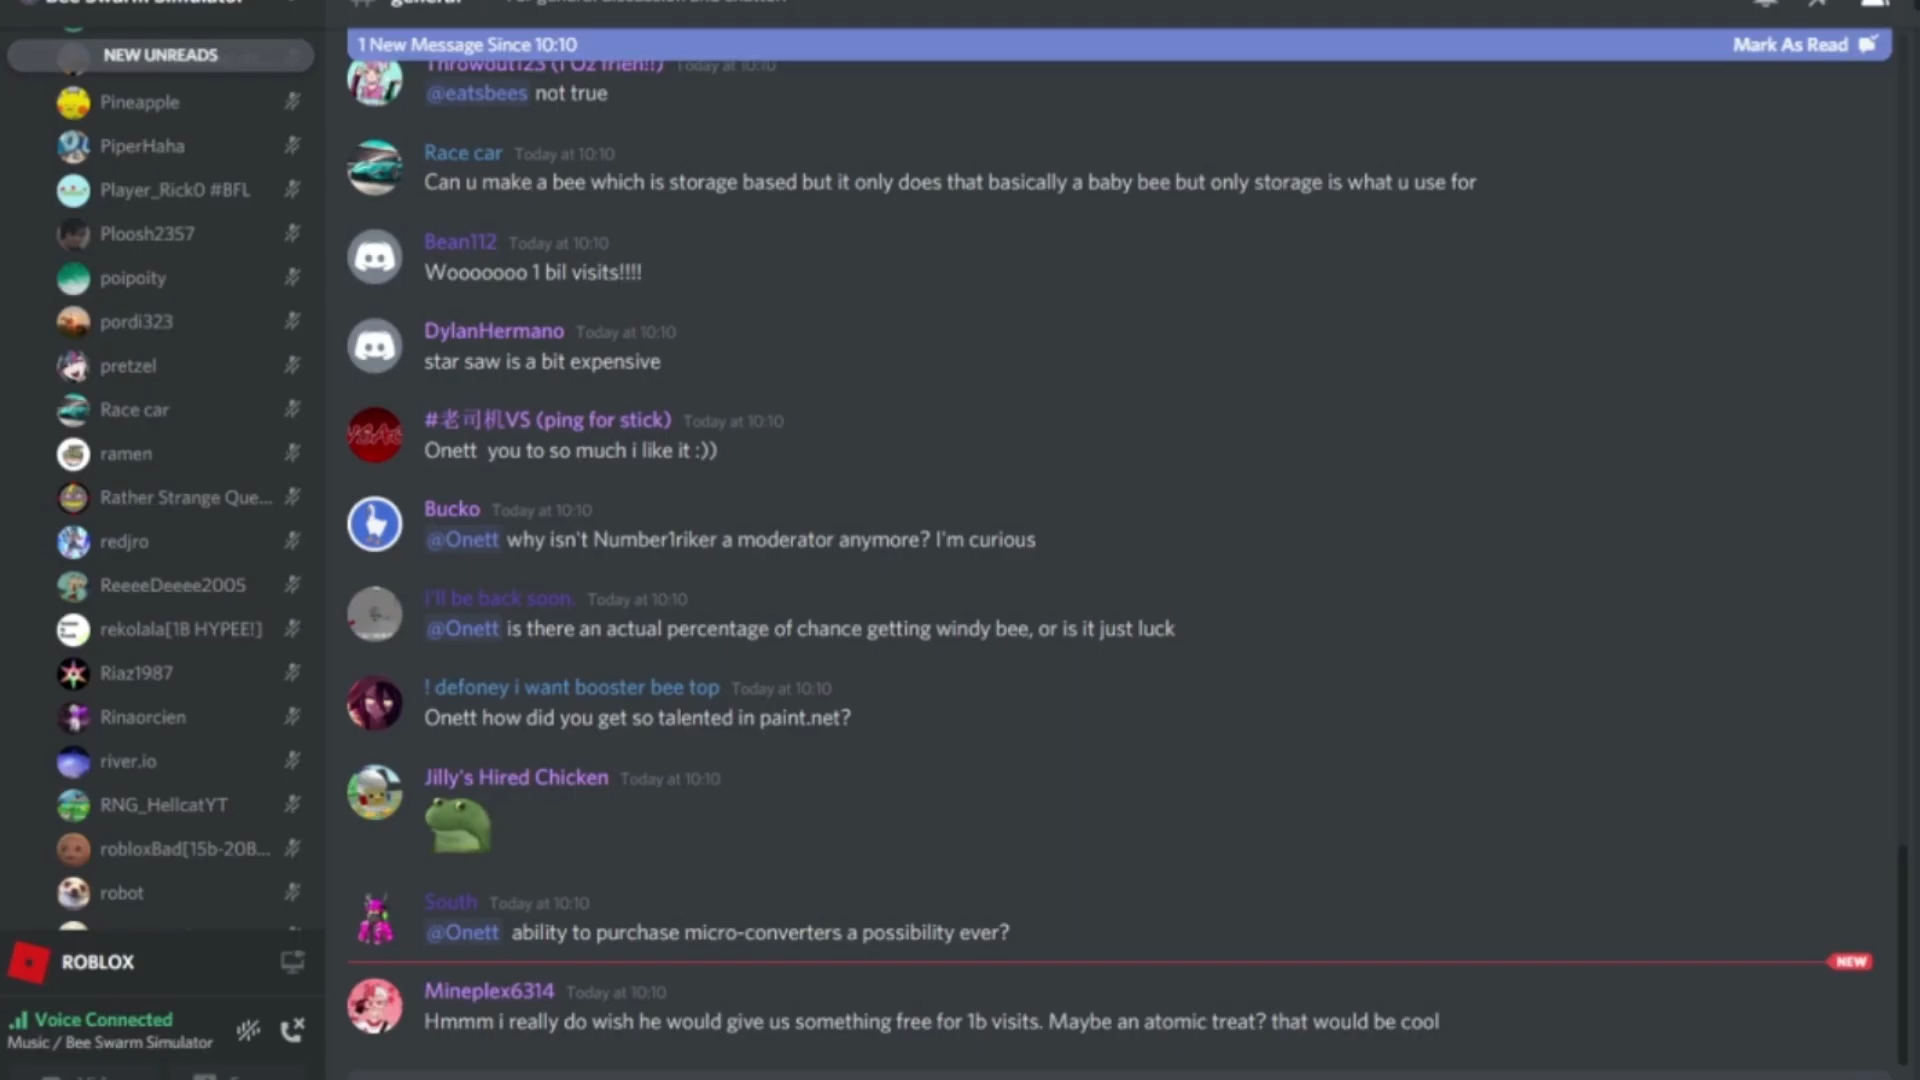 Bee Swarm Simulator
general
NEW UNREADS
Pineapple
PiperHaha
Player_Rick0 #BFL
Ploosh2357
poipoity
pordi323
pretzel
Race car
ramen
Rather Strange Que...
redjro
ReeeeDeeee2005
rekolala[1B HYPEE!]
Riaz1987
Rinaorcien
river.io
RNG_HellcatYT
robloxBad[15b-20B...
robot
ROBLOX
Voice Connected
Music / Bee Swarm Simulator
1 New Message Since 10:10
Mark As Read
Today at 10:10
@eatsbees not true
Race car Today at 10:10
Can u make a bee which is storage based but it only does that basically a baby bee but only storage is what u use for
Bean112 Today at 10:10
Wooooooo 1 bil visits!!!!
DylanHermano Today at 10:10
star saw is a bit expensive
#老司机VS (ping for stick) Today at 10:10
Onett you to so much i like it :))
Bucko Today at 10:10
@Onett why isn't Number1riker a moderator anymore? I'm curious
I'll be back soon. Today at 10:10
@Onett is there an actual percentage of chance getting windy bee, or is it just luck
! defoney i want booster bee top Today at 10:10
Onett how did you get so talented in paint.net?
Jilly's Hired Chicken Today at 10:10
South Today at 10:10
@Onett ability to purchase micro-converters a possibility ever?
NEW
Mineplex6314 Today at 10:10
Hmmm i really do wish he would give us something free for 1b visits. Maybe an atomic treat? that would be cool